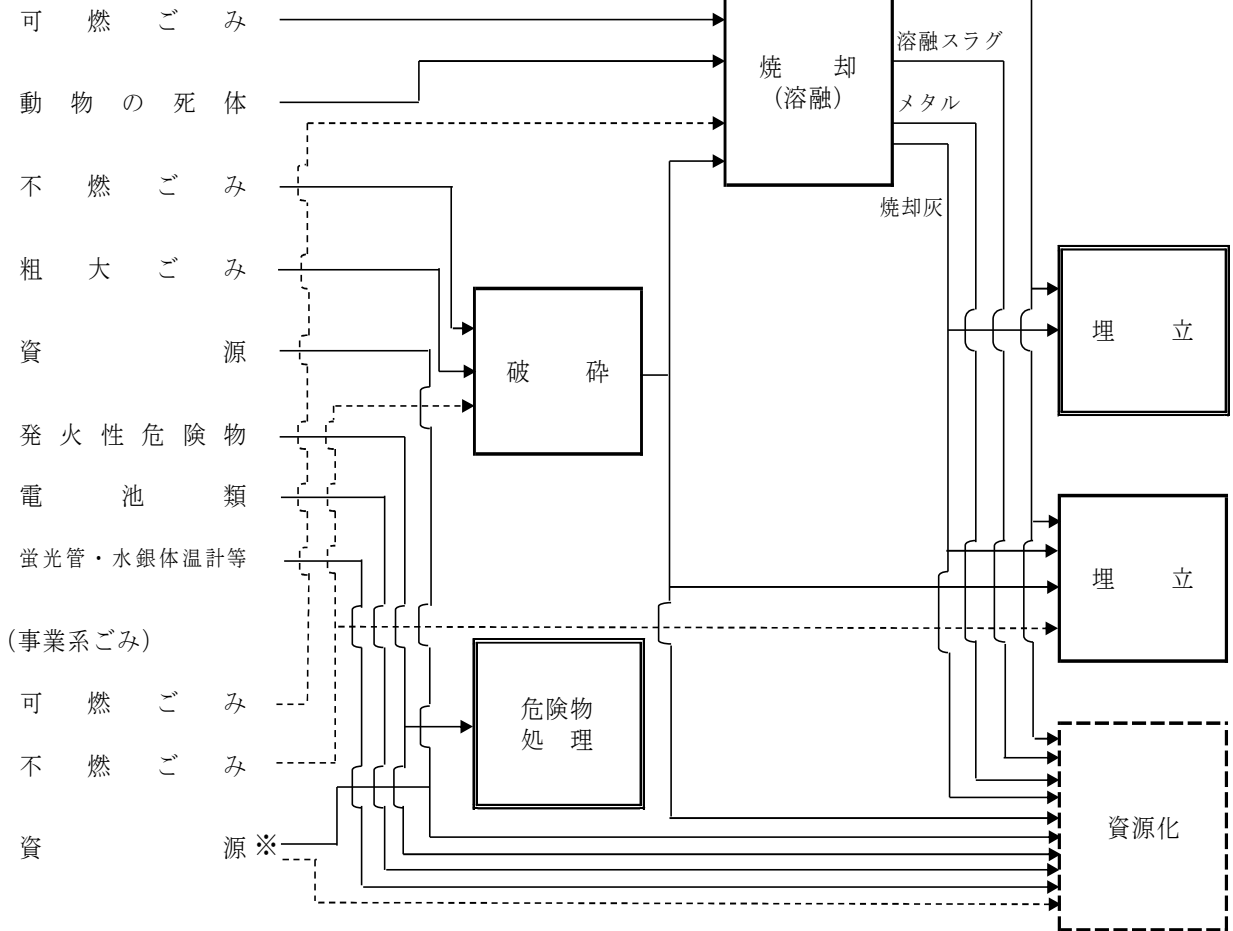 可燃ごみ
動物の死体
不燃ごみ
粗大ごみ
資源
発火性危険物
電池類
蛍光管・水銀体温計等
(事業系ごみ)
可燃ごみ
不燃ごみ
資源※
破砕
危険物
処理
焼却
(溶融)
溶融スラグ
メタル
焼却灰
埋立
埋立
資源化